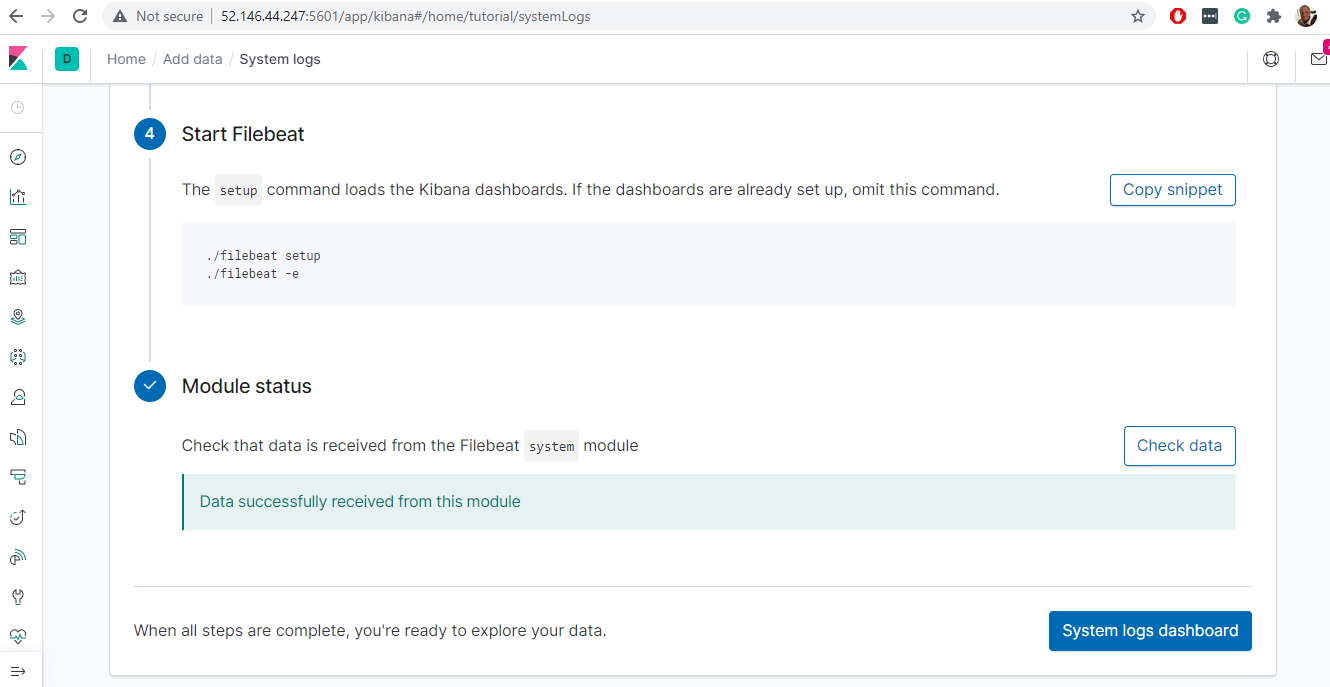 Not secure 52.146.44.247:5601/app/kibana#/home/tutorial/systemLogs
D Home / Add data / System logs
4 Start Filebeat
The setup command loads the Kibana dashboards. If the dashboards are already set up, omit this command. Copy snippet
./filebeat setup
./filebeat -e
Module status
Check that data is received from the Filebeat system module Check data
Data successfully received from this module
When all steps are complete, you're ready to explore your data. System logs dashboard